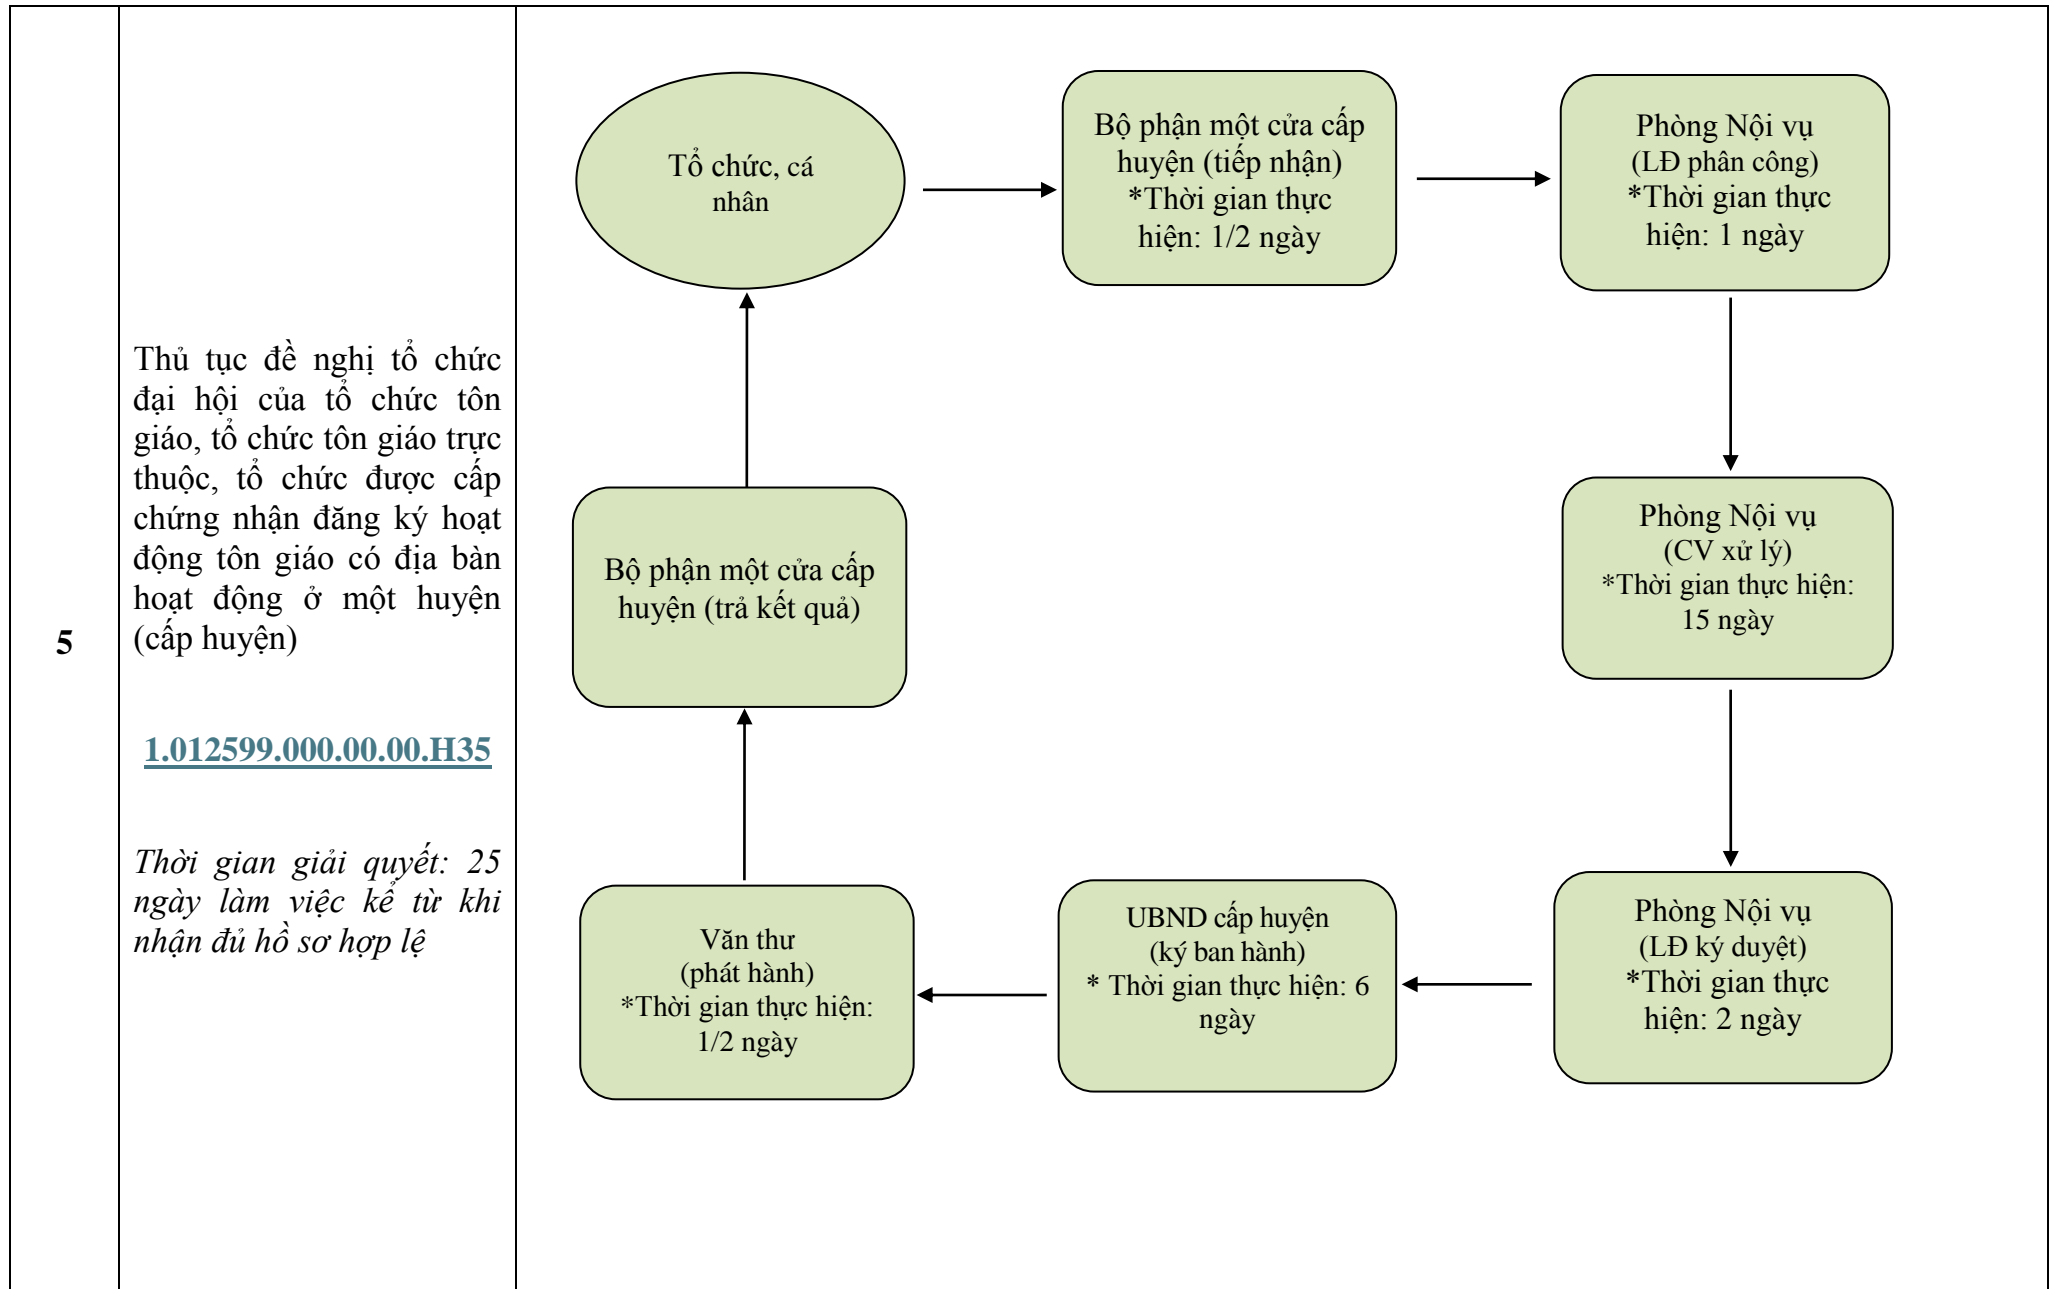 5
Thủ tục đề nghị tổ chức
đại hội của tổ chức tôn
giáo, tổ chức tôn giáo trực
thuộc, tổ chức được cấp
chứng nhận đăng ký hoạt
động tôn giáo có địa bàn
hoạt động ở một huyện
(cấp huyện)
1.012599.000.00.00.H35
Thời gian giải quyết: 25
ngày làm việc kể từ khi
nhận đủ hồ sơ hợp lệ
Tổ chức, cá
nhân
Bộ phận một cửa cấp
huyện (tiếp nhận)
*Thời gian thực
hiện: 1/2 ngày
Phòng Nội vụ
(LĐ phân công)
*Thời gian thực
hiện: 1 ngày
Phòng Nội vụ
(CV xử lý)
*Thời gian thực hiện:
15 ngày
Phòng Nội vụ
(LĐ ký duyệt)
*Thời gian thực
hiện: 2 ngày
UBND cấp huyện
(ký ban hành)
* Thời gian thực hiện: 6
ngày
Văn thư
(phát hành)
*Thời gian thực hiện:
1/2 ngày
Bộ phận một cửa cấp
huyện (trả kết quả)